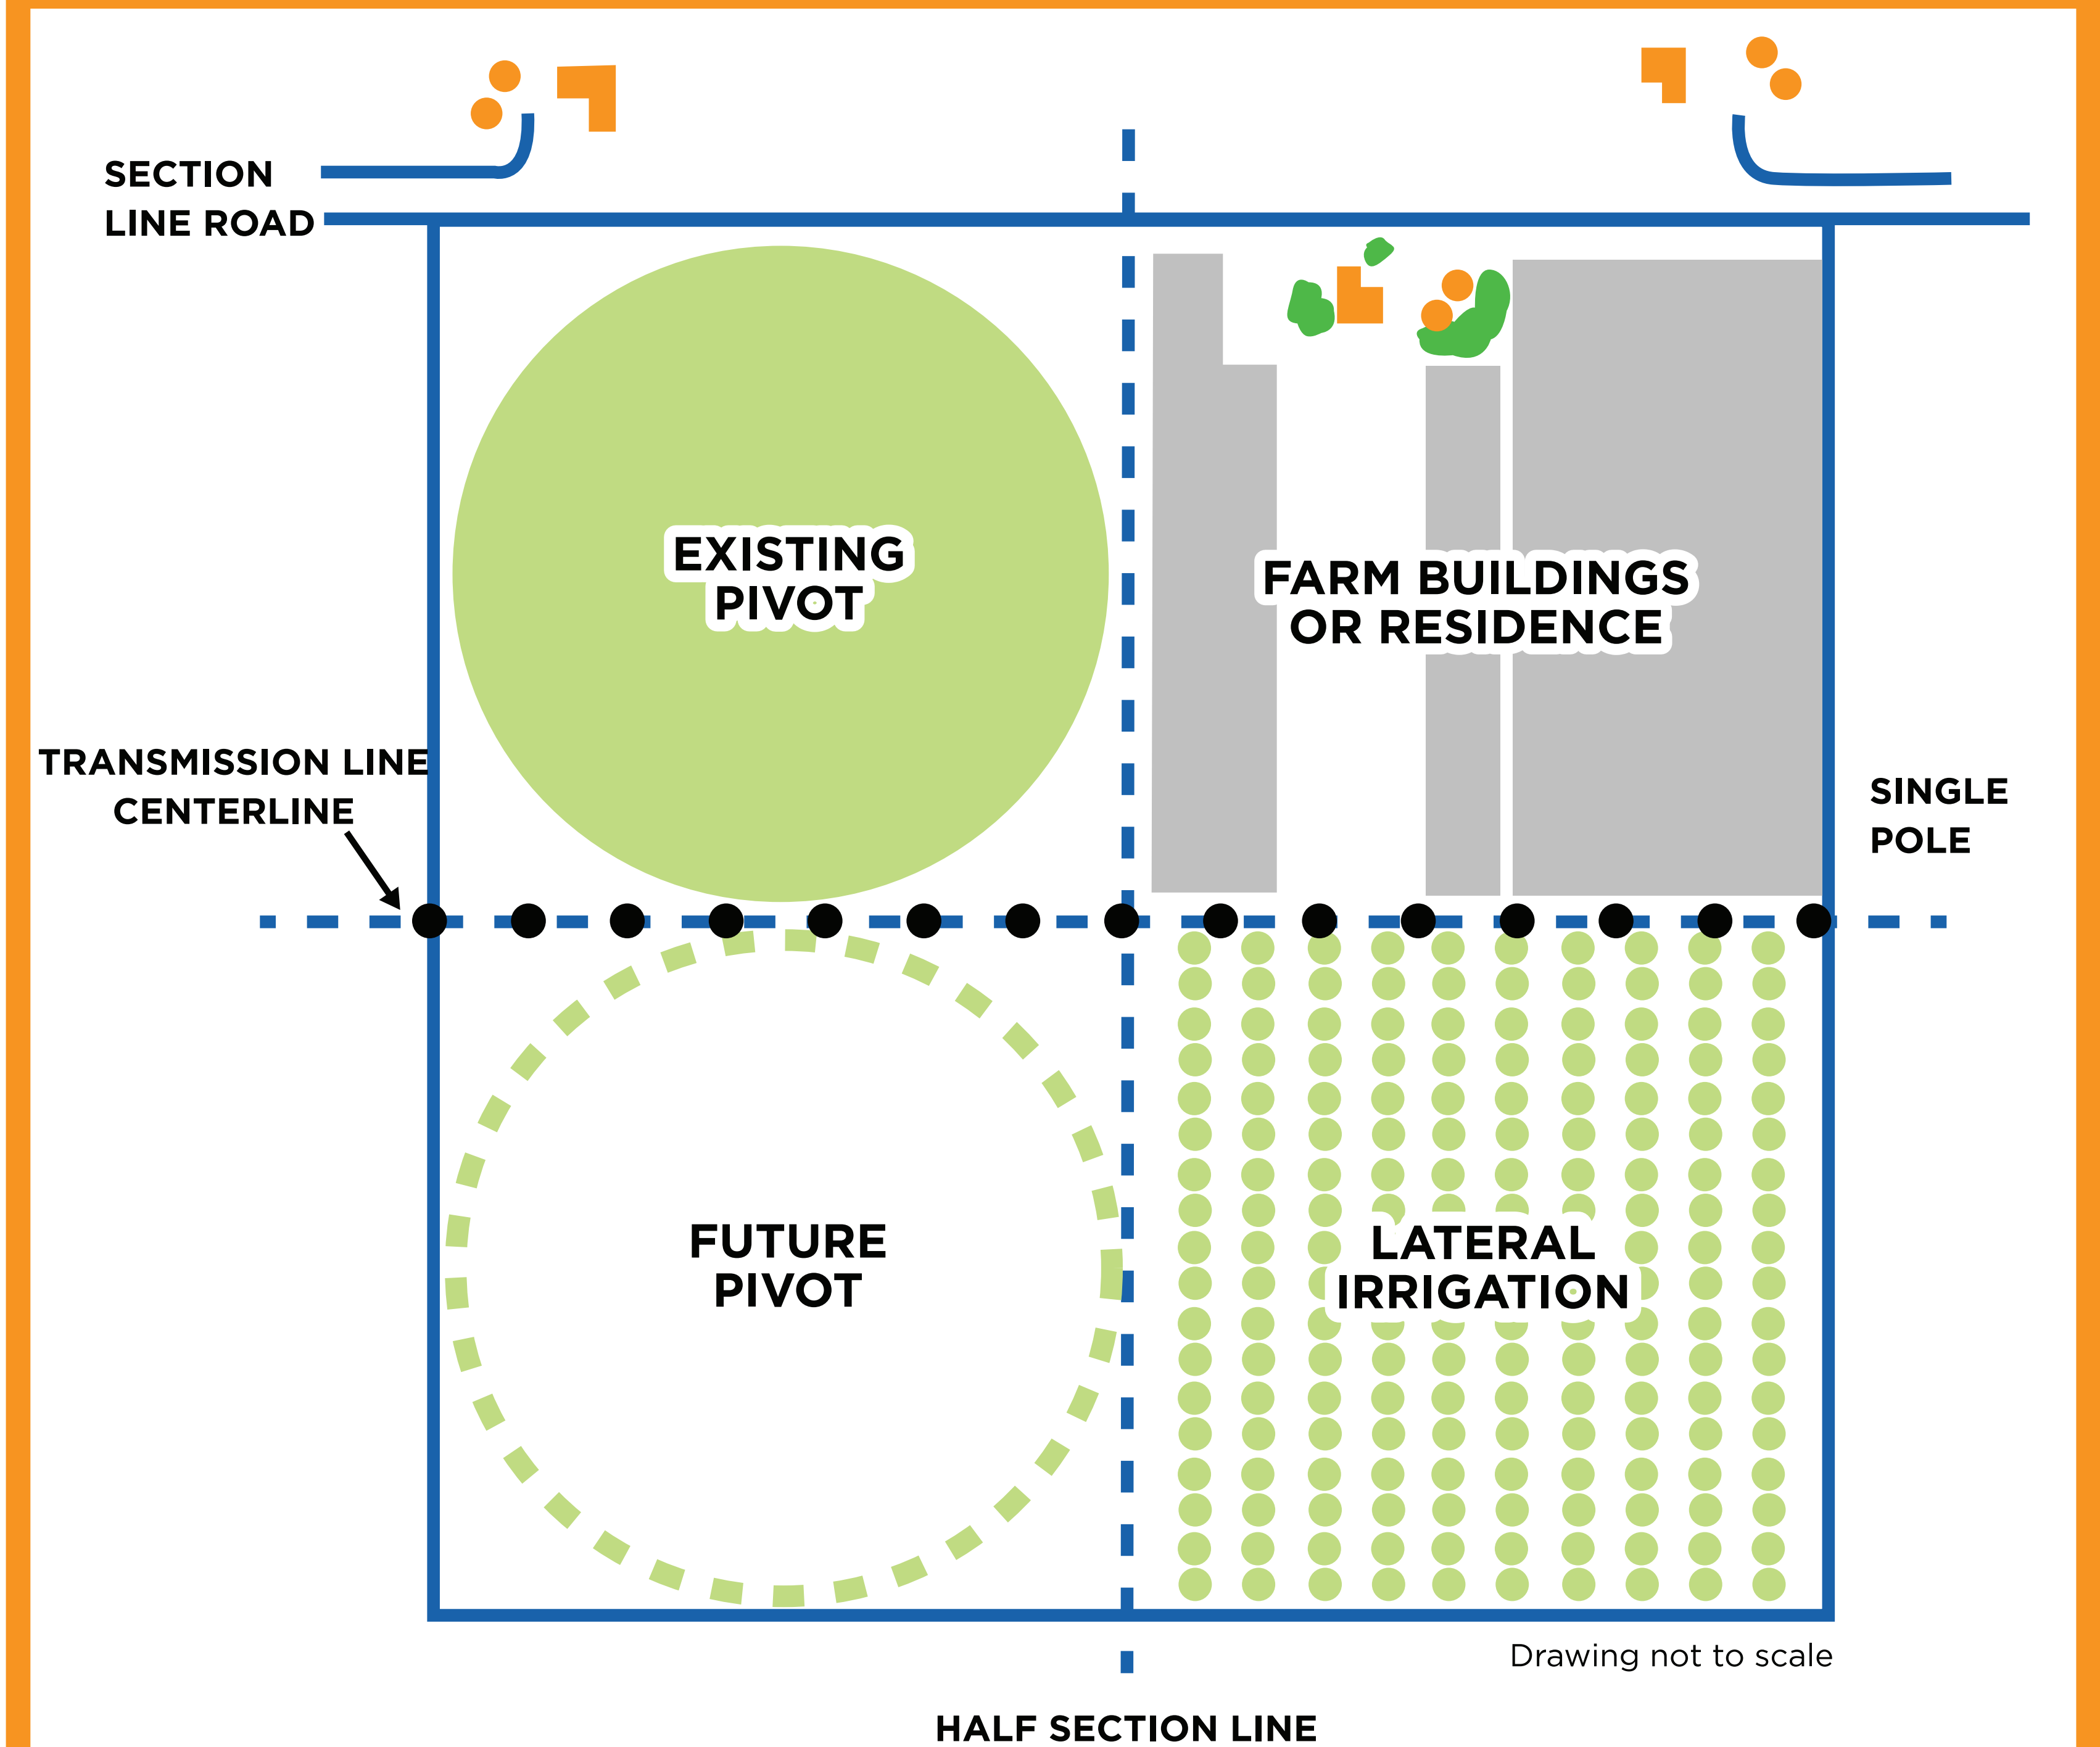 SECTION
LINE ROAD
EXISTING
PIVOT
FARM BUILDINGS
OR RESIDENCE
TRANSMISSION LINE
CENTERLINE
SINGLE
POLE
FUTURE
PIVOT
LATERAL
IRRIGATION
Drawing not to scale
HALF SECTION LINE